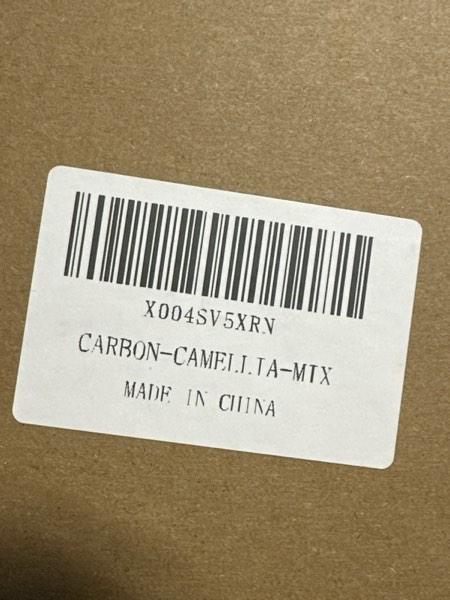 X004SV5XRN
CARBON-CAMELLIA-MIX
MADE IN CHINA